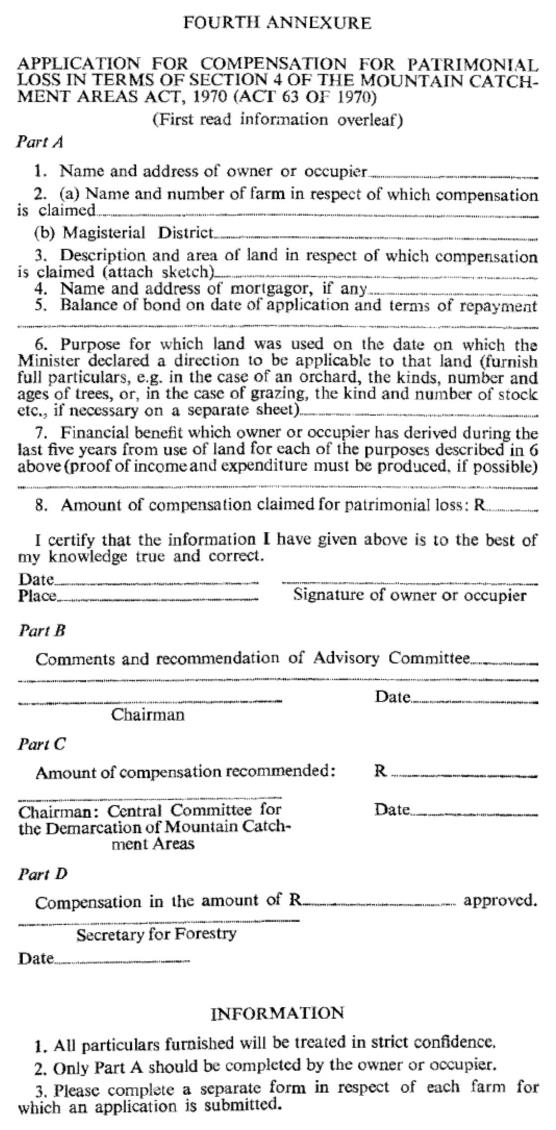 FOURTH ANNEXURE
APPLICATION FOR COMPENSATION FOR PATRIMONIAL
LOSS IN TERMS OF SECTION 4 OF THE MOUNTAIN CATCH-
MENT AREAS ACT, 1970 (ACT 63 OF 1970)
(First read information overleaf)
Part A
1. Name and address of owner or occupier
2. (a) Name and number of farm in respect of which compensation
is claimed
(b) Magisterial District
3. Description and area of land in respect of which compensation
is claimed (attach sketch)
4. Name and address of mortgagor, if any
5. Balance of bond on date of application and terms of repayment
6. Purpose for which land was used on the date on which the
Minister declared a direction to be applicable to that land (furnish
full particulars, e.g. in the case of an orchard, the kinds, number and
ages of trees, or, in the case of grazing, the kind and number of stock
etc., if necessary on a separate sheet)
7. Financial benefit which owner or occupier has derived during the
last five years from use of land for each of the purposes described in 6
above (proof of income and expenditure must be produced, if possible)
8. Amount of compensation claimed for patrimonial loss: R
I certify that the information I have given above is to the best of
my knowledge true and correct.
Date
Place Signature of owner or occupier
Part B
Comments and recommendation of Advisory Committee
Date
Chairman
Part C
Amount of compensation recommended: R
Chairman: Central Committee for Date
the Demarcation of Mountain Catch-
ment Areas
Part D
Compensation in the amount of R approved.
Secretary for Forestry
Date
INFORMATION
1. All particulars furnished will be treated in strict confidence.
2. Only Part A should be completed by the owner or occupier.
3. Please complete a separate form in respect of each farm for
which an application is submitted.